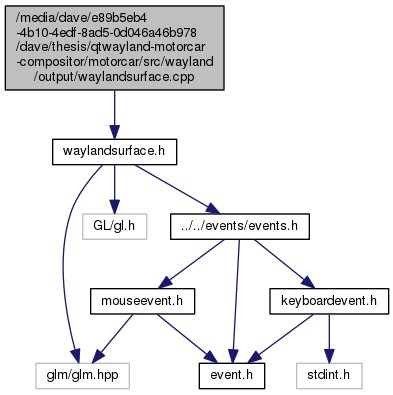 /media/dave/e89b5eb4
-4b10-4edf-8ad5-0d046a46b978
/dave/thesis/qtwayland-motorcar
-compositor/motorcar/src/wayland
/output/waylandsurface.cpp
waylandsurface.h
GL/gl.h
../../events/events.h
mouseevent.h
keyboardevent.h
glm/glm.hpp
event.h
stdint.h